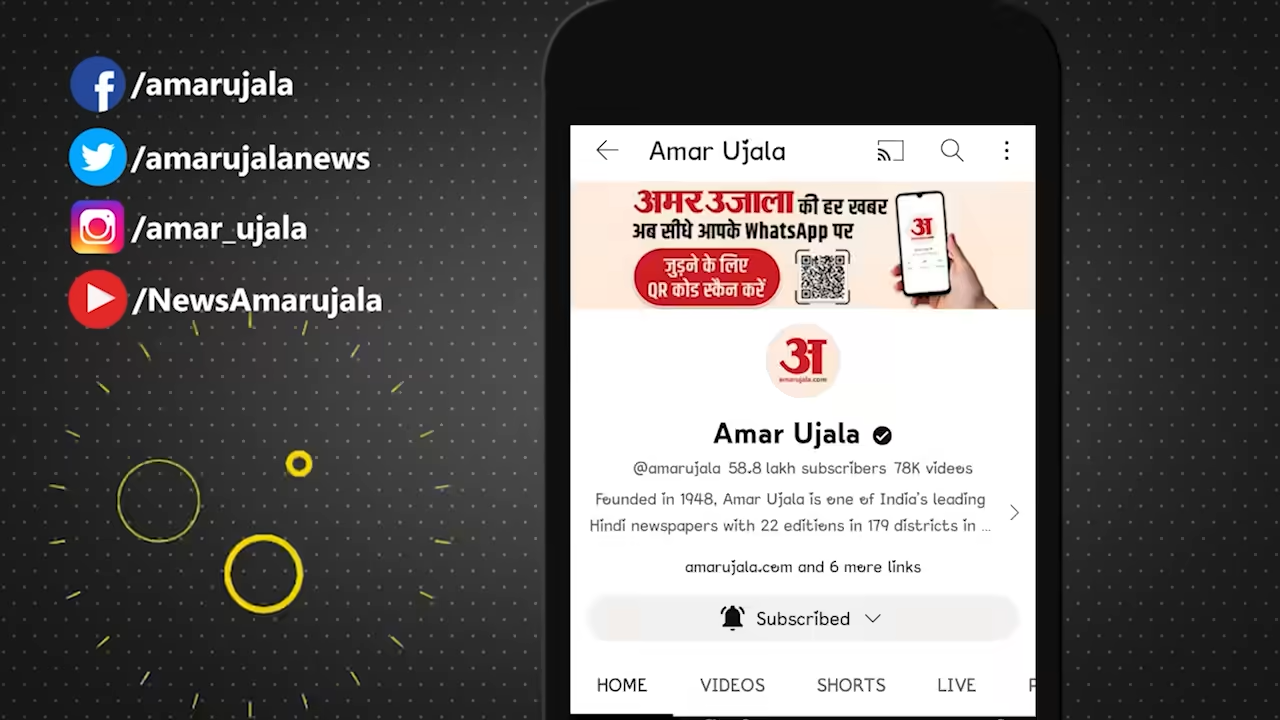 /amarujala
/amarujalanews
/amar_ujala
/NewsAmarujala
Amar Ujala
अमर उजाला की हर खबर
अब सीधे आपके WhatsApp पर
जुड़ने के लिए
QR कोड स्कैन करें
अ
अ
amarujala.com
Amar Ujala
@amarujala 58.8 lakh subscribers 78K videos
Founded in 1948, Amar Ujala is one of India's leading
Hindi newspapers with 22 editions in 179 districts in ...
amarujala.com and 6 more links
Subscribed
HOME VIDEOS SHORTS LIVE